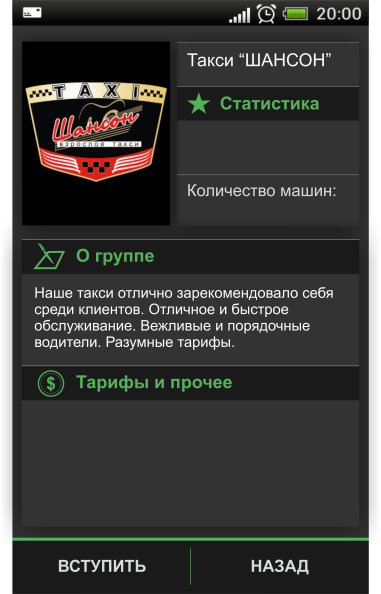 20:00
TAXI
Шансон
взрослое такси
Такси “ШАНСОН”
Статистика
Количество машин:
О группе
Наше такси отлично зарекомендовало себя
среди клиентов. Отличное и быстрое
обслуживание. Вежливые и порядочные
водители. Разумные тарифы.
$ Тарифы и прочее
ВСТУПИТЬ
НАЗАД